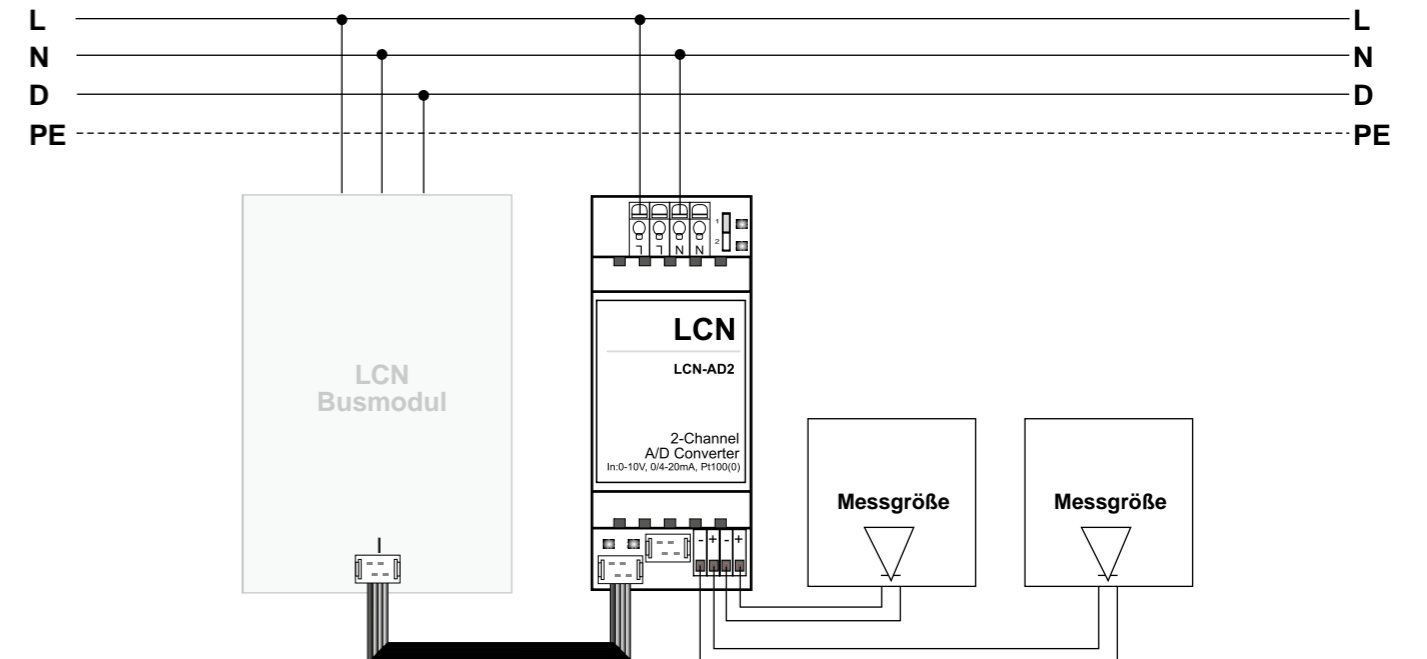 L L
N N
D D
PE PE
L L N N
1
2
LCN
LCN-AD2
2-Channel
A/D Converter
In:0-10V, 0/4-20mA, Pt100(0)
LCN
Busmodul
Messgröße
Messgröße
I
- + - +